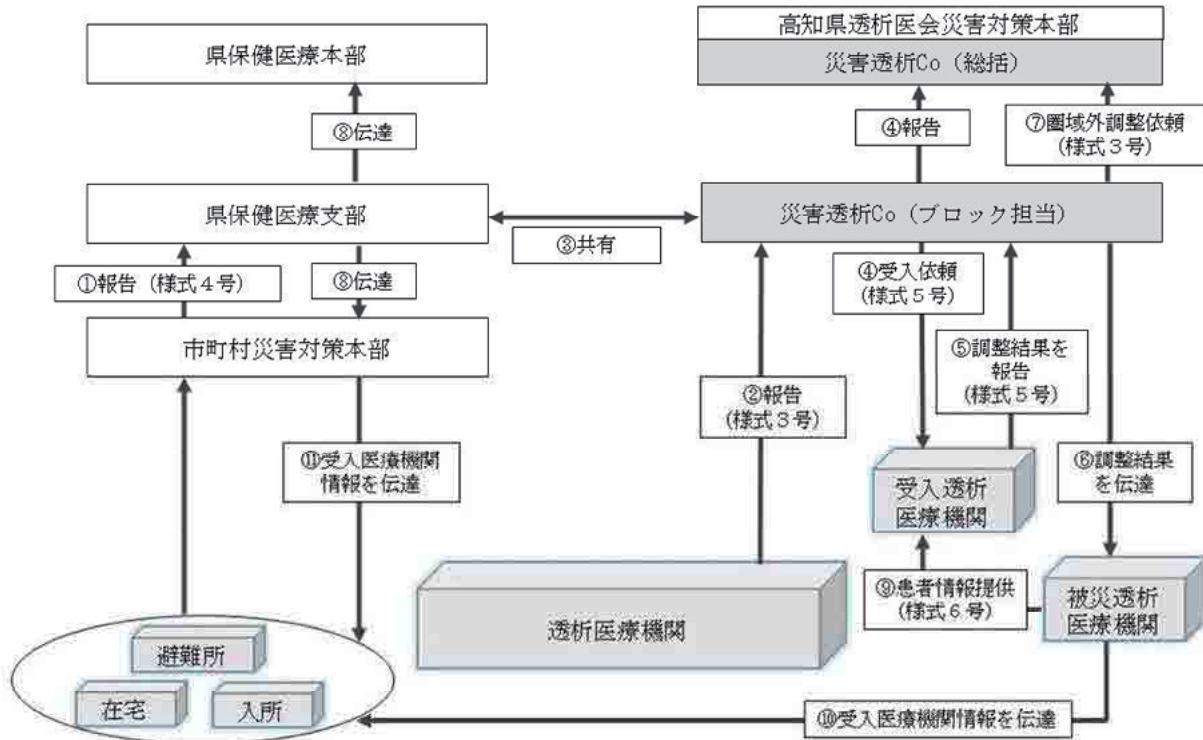 高知県透析医会災害対策本部
県保健医療本部
災害透析Co（総括）
⑧伝達
④報告
⑦圏域外調整依頼
(様式３号)
県保健医療支部
災害透析Co（ブロック担当）
③共有
①報告（様式４号）
⑧伝達
④受入依頼
(様式５号)
市町村災害対策本部
⑤調整結果を
報告
(様式５号)
②報告
(様式３号)
⑪受入医療機関
情報を伝達
⑥調整結果
を伝達
受入透析
医療機関
⑨患者情報提供
(様式６号)
被災透析
医療機関
透析医療機関
避難所
在宅
入所
⑩受入医療機関情報を伝達